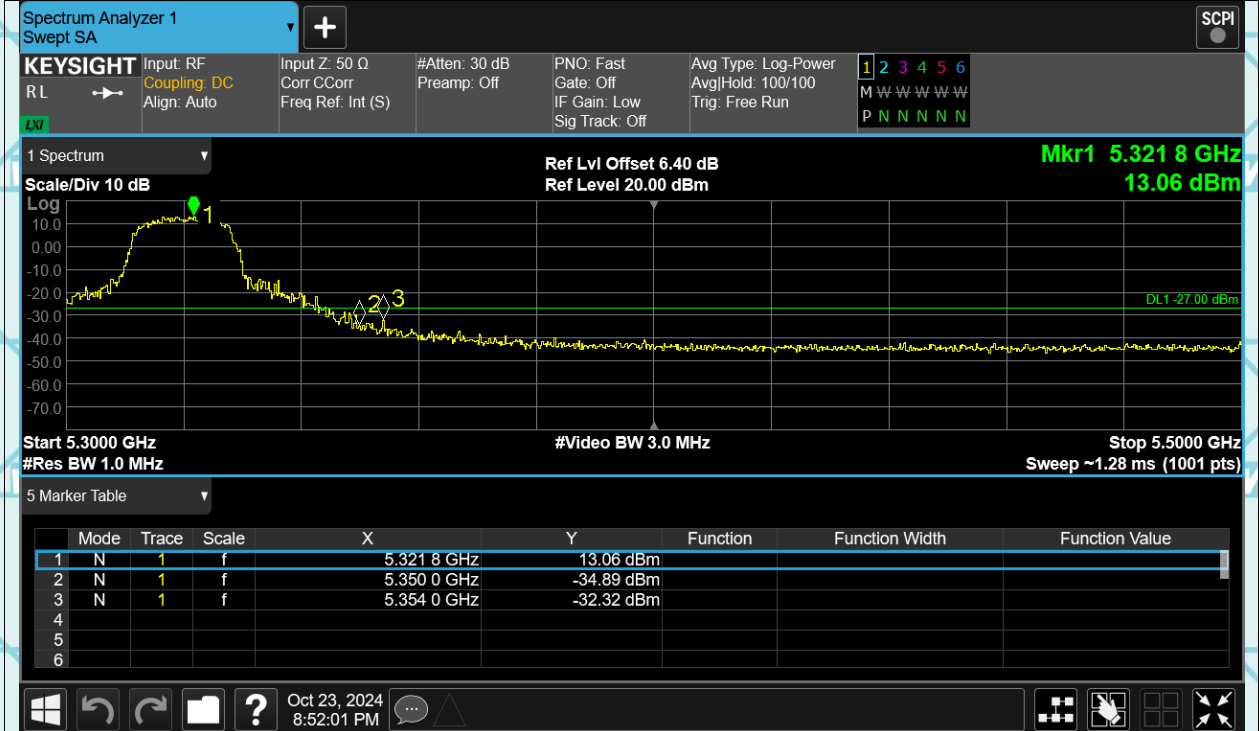 Spectrum Analyzer 1
Swept SA
SCPI
KEYSIGHT
R L
LXI
Input: RF
Coupling: DC
Align: Auto
Input Z: 50 Ω
Corr CCorr
Freq Ref: Int (S)
#Atten: 30 dB
Preamp: Off
PNO: Fast
Gate: Off
IF Gain: Low
Sig Track: Off
Avg Type: Log-Power
Avg|Hold: 100/100
Trig: Free Run
1 2 3 4 5 6
M W W W W W W
P N N N N N
1 Spectrum
Scale/Div 10 dB
Log
Ref Lvl Offset 6.40 dB
Ref Level 20.00 dBm
Mkr1 5.321 8 GHz
13.06 dBm
10.0
0.00
-10.0
-20.0
-30.0
-40.0
-50.0
-60.0
-70.0
1
2
3
DL1 -27.00 dBm
Start 5.3000 GHz
#Video BW 3.0 MHz
Stop 5.5000 GHz
#Res BW 1.0 MHz
Sweep ~1.28 ms (1001 pts)
5 Marker Table
Mode Trace Scale X Y Function Function Width Function Value
1 N 1 f 5.321 8 GHz 13.06 dBm
2 N 1 f 5.350 0 GHz -34.89 dBm
3 N 1 f 5.354 0 GHz -32.32 dBm
4
5
6
?
Oct 23, 2024
8:52:01 PM